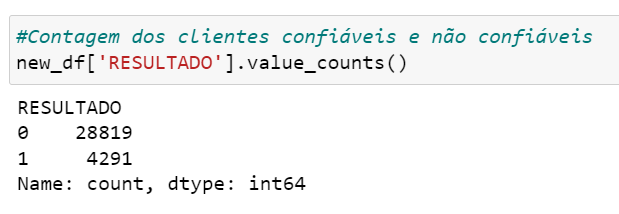 #Contagem dos clientes confiáveis e não confiáveis
new_df['RESULTADO'].value_counts()
RESULTADO
0    28819
1     4291
Name: count, dtype: int64